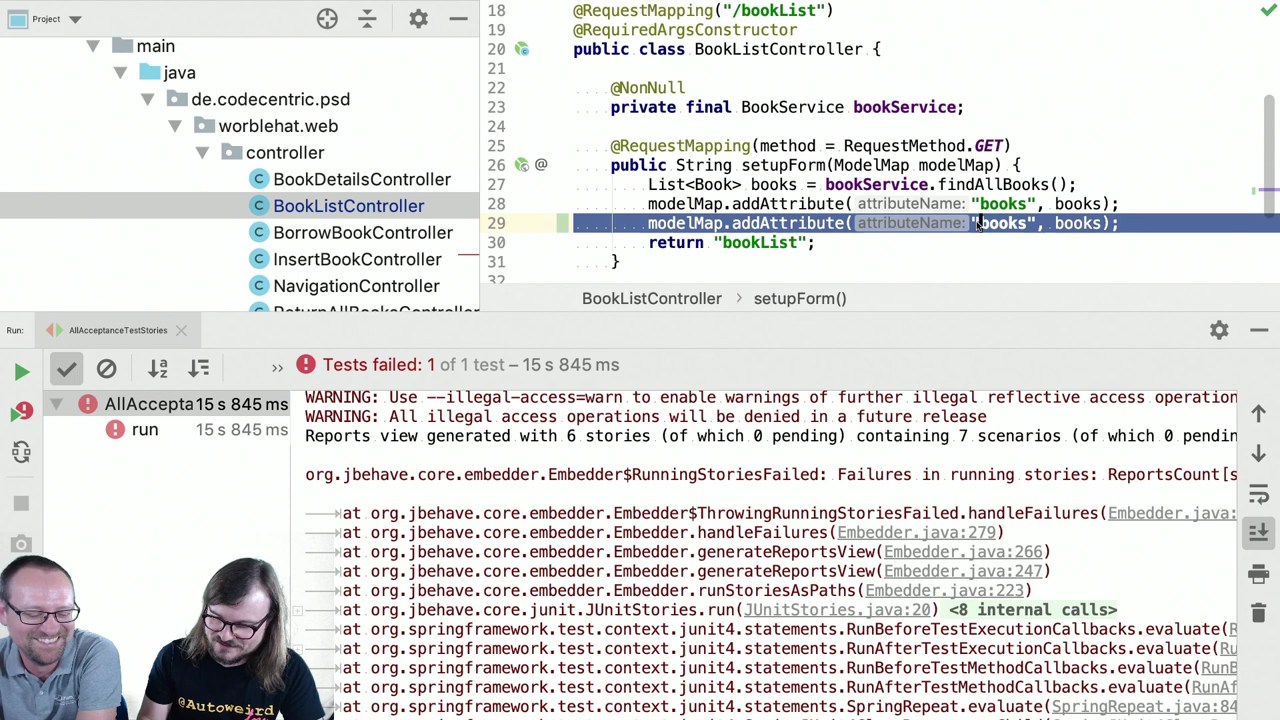 Project
main
java
de.codecentric.psd
worblehat.web
controller
BookDetailsController
BookListController
BorrowBookController
InsertBookController
NavigationController
ReturnAllBooksController
18 @RequestMapping("/bookList")
19 @RequiredArgsConstructor
20 public class BookListController {
21
22 @NonNull
23 private final BookService bookService;
24
25 @RequestMapping(method = RequestMethod.GET)
26 @ public String setupForm(ModelMap modelMap) {
27 List<Book> books = bookService.findAllBooks();
28 modelMap.addAttribute( attributeName: "books", books);
29 modelMap.addAttribute( attributeName: "books", books);
30 return "bookList";
31 }
32
BookListController > setupForm()
Run: AllAcceptanceTestStories
Tests failed: 1 of 1 test – 15 s 845 ms
AllAccepta 15 s 845 ms
run 15 s 845 ms
WARNING: Use --illegal-access=warn to enable warnings of further illegal reflective access operation
WARNING: All illegal access operations will be denied in a future release
Reports view generated with 6 stories (of which 0 pending) containing 7 scenarios (of which 0 pendin
org.jbehave.core.embedder.Embedder$RunningStoriesFailed: Failures in running stories: ReportsCount[s
at org.jbehave.core.embedder.Embedder$ThrowingRunningStoriesFailed.handleFailures(Embedder.java:
at org.jbehave.core.embedder.Embedder.handleFailures(Embedder.java:279)
at org.jbehave.core.embedder.Embedder.generateReportsView(Embedder.java:266)
at org.jbehave.core.embedder.Embedder.generateReportsView(Embedder.java:247)
at org.jbehave.core.embedder.Embedder.runStoriesAsPaths(Embedder.java:223)
at org.jbehave.core.junit.JUnitStories.run(JUnitStories.java:20) <8 internal calls>
at org.springframework.test.context.junit4.statements.RunBeforeTestExecutionCallbacks.evaluate(R
at org.springframework.test.context.junit4.statements.RunAfterTestExecutionCallbacks.evaluate(Ru
at org.springframework.test.context.junit4.statements.RunBeforeTestMethodCallbacks.evaluate(RunB
at org.springframework.test.context.junit4.statements.RunAfterTestMethodCallbacks.evaluate(RunAf
at org.springframework.test.context.junit4.statements.SpringRepeat.evaluate(SpringRepeat.java:84
@Autoweird